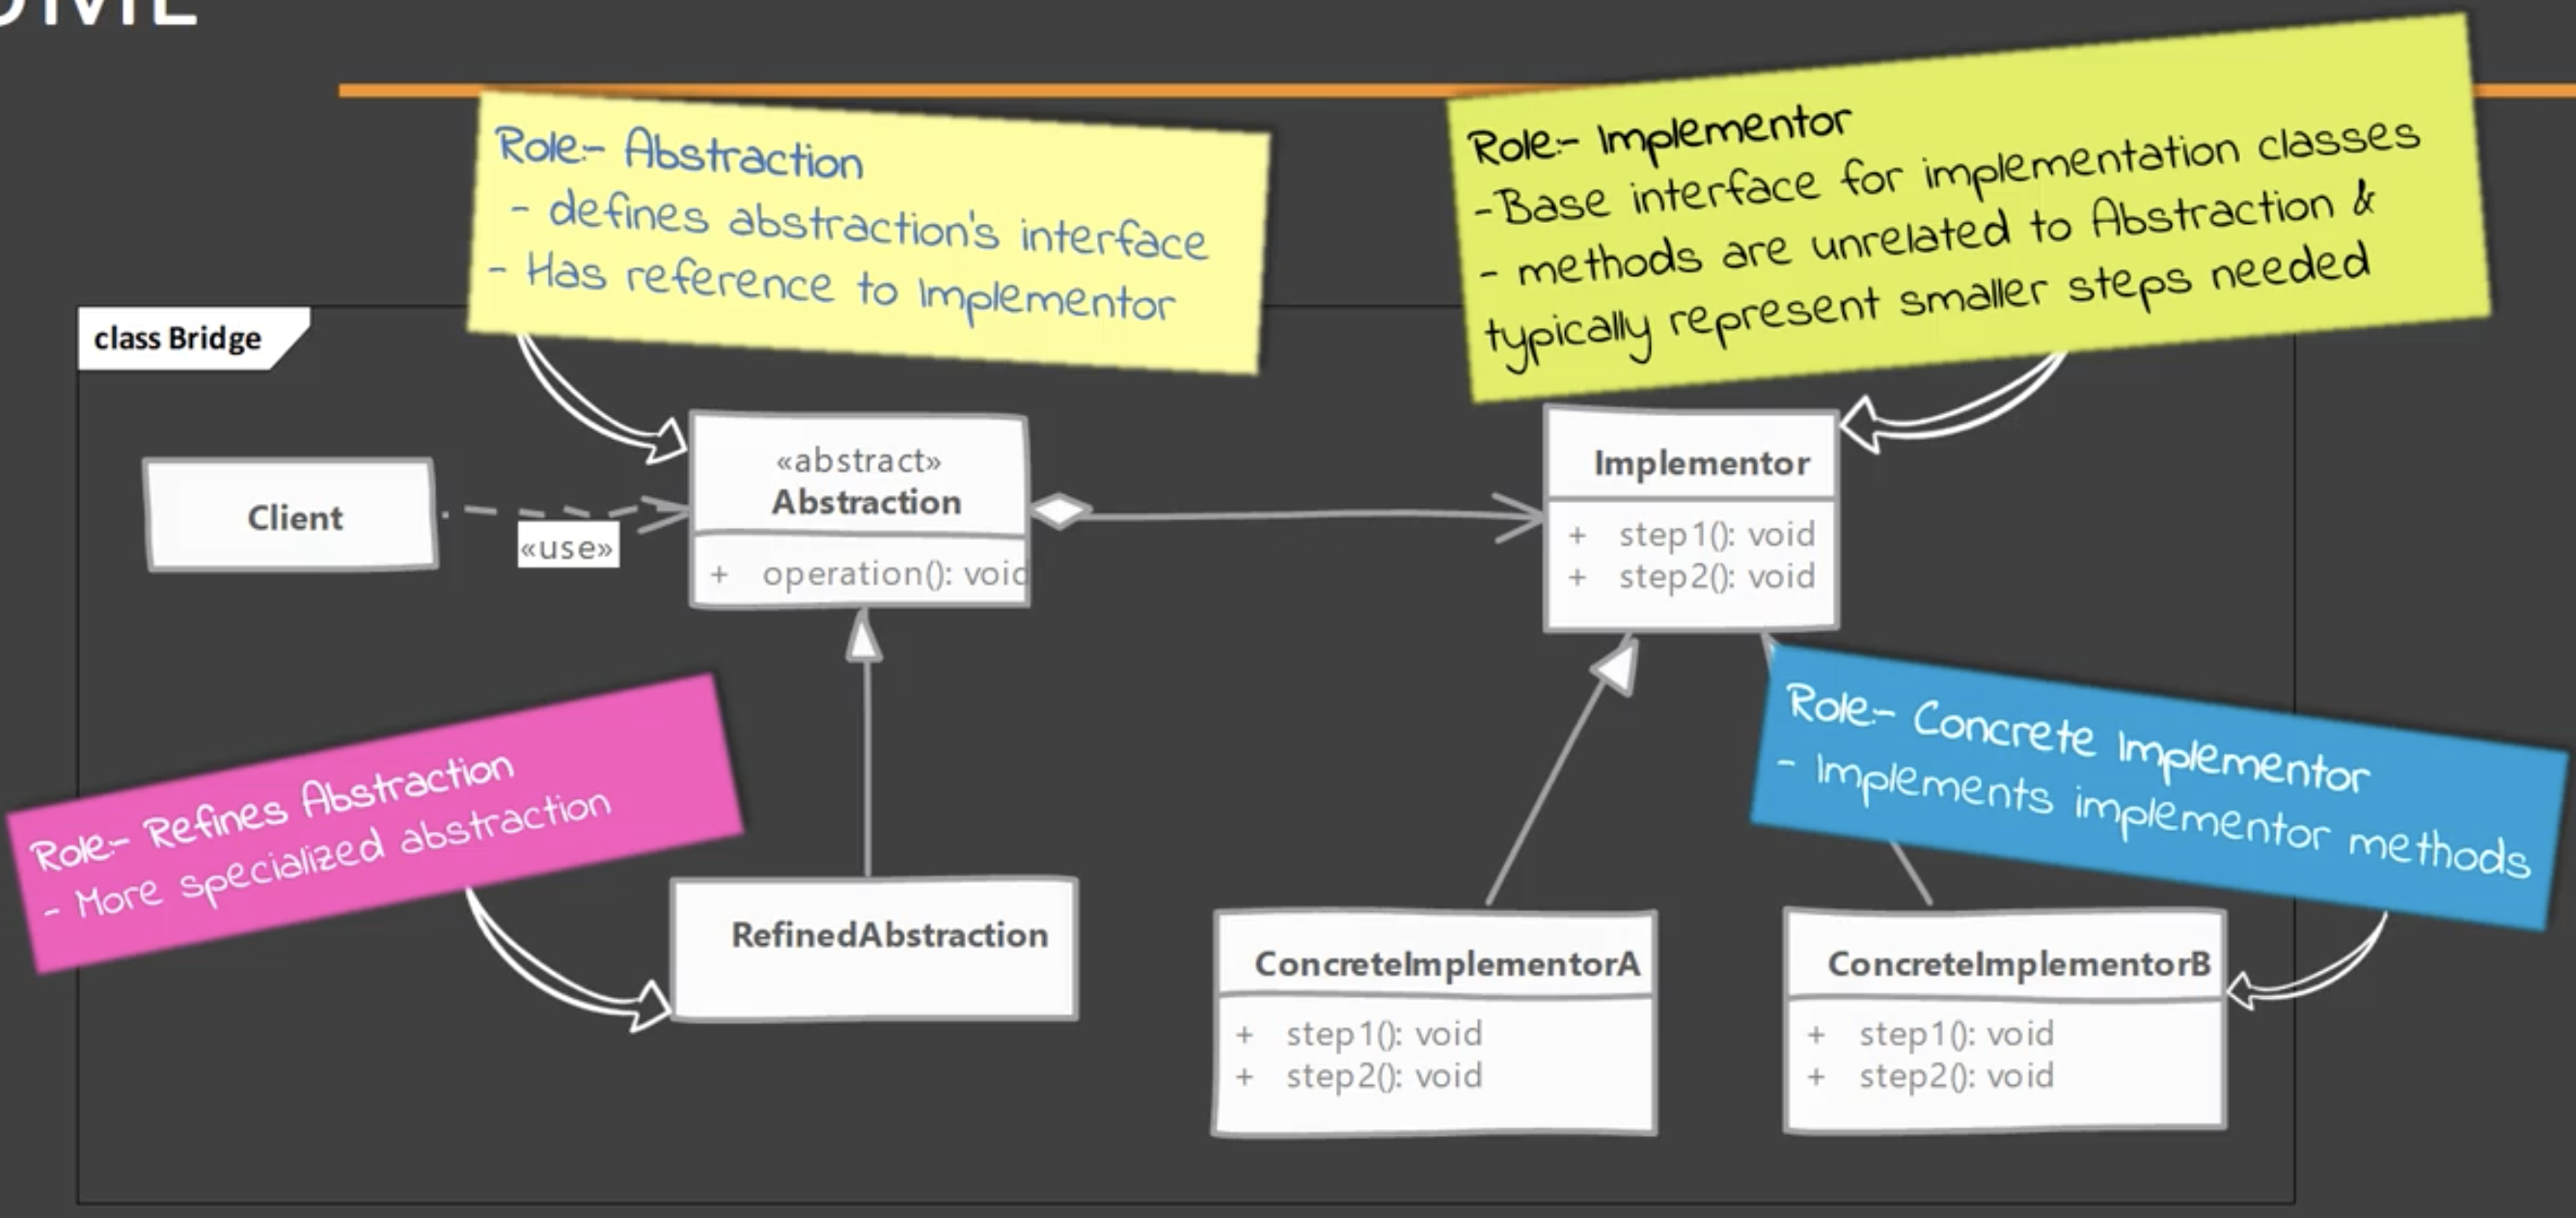 UML
Role:- Abstraction
- defines abstraction's interface
- Has reference to Implementor
Role:- Implementor
-Base interface for implementation classes
- methods are unrelated to Abstraction &
typically represent smaller steps needed
class Bridge
Client
«use»
«abstract»
Abstraction
+ operation(): void
Implementor
+ step1(): void
+ step2(): void
Role:- Refines Abstraction
- More specialized abstraction
Role:- Concrete Implementor
- Implements implementor methods
RefinedAbstraction
ConcreteImplementorA
+ step1(): void
+ step2(): void
ConcreteImplementorB
+ step1(): void
+ step2(): void